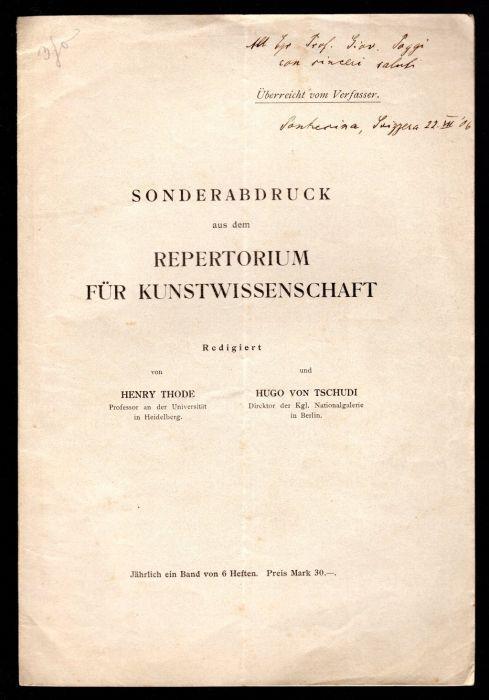 All Egr Prof. Giov. Poggi
con sinceri saluti
Überreicht vom Verfasser.
Svizzera 22. VII 06
SONDERABDRUCK
aus dem
REPERTORIUM
FÜR KUNSTWISSENSCHAFT
Redigiert
von
HENRY THODE
Professor an der Universität
in Heidelberg.
und
HUGO VON TSCHUDI
Direktor der Kgl. Nationalgalerie
in Berlin.
Jährlich ein Band von 6 Heften. Preis Mark 30.—.